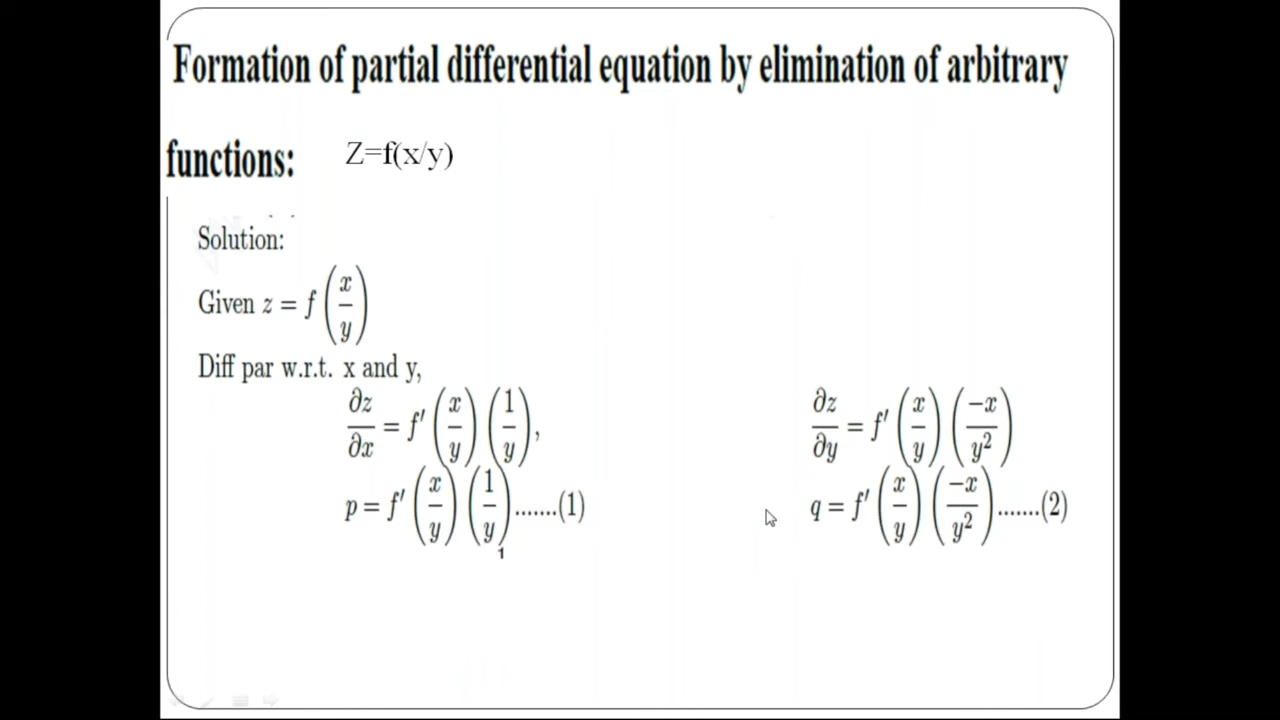 Formation of partial differential equation by elimination of arbitrary
functions: Z=f(x/y)
Solution:
Given z = f(x/y)
Diff par w.r.t. x and y,
∂z/∂x = f′(x/y)(1/y), ∂z/∂y = f′(x/y)(−x/y²)
p = f′(x/y)(1/y).......(1) q = f′(x/y)(−x/y²).......(2)
1